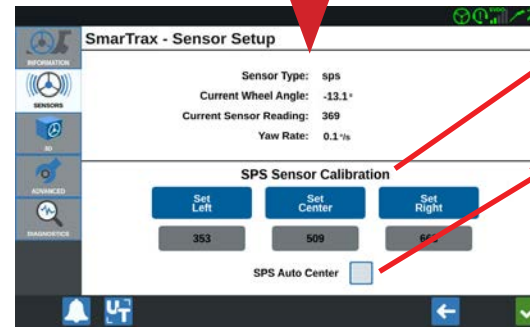 SmarTrax - Sensor Setup
INFORMATION
SENSORS
3D
ADVANCED
DIAGNOSTICS
Sensor Type: sps
Current Wheel Angle: -13.1°
Current Sensor Reading: 369
Yaw Rate: 0.1 °/s
SPS Sensor Calibration
Set Left
Set Center
Set Right
353
509
SPS Auto Center
UT